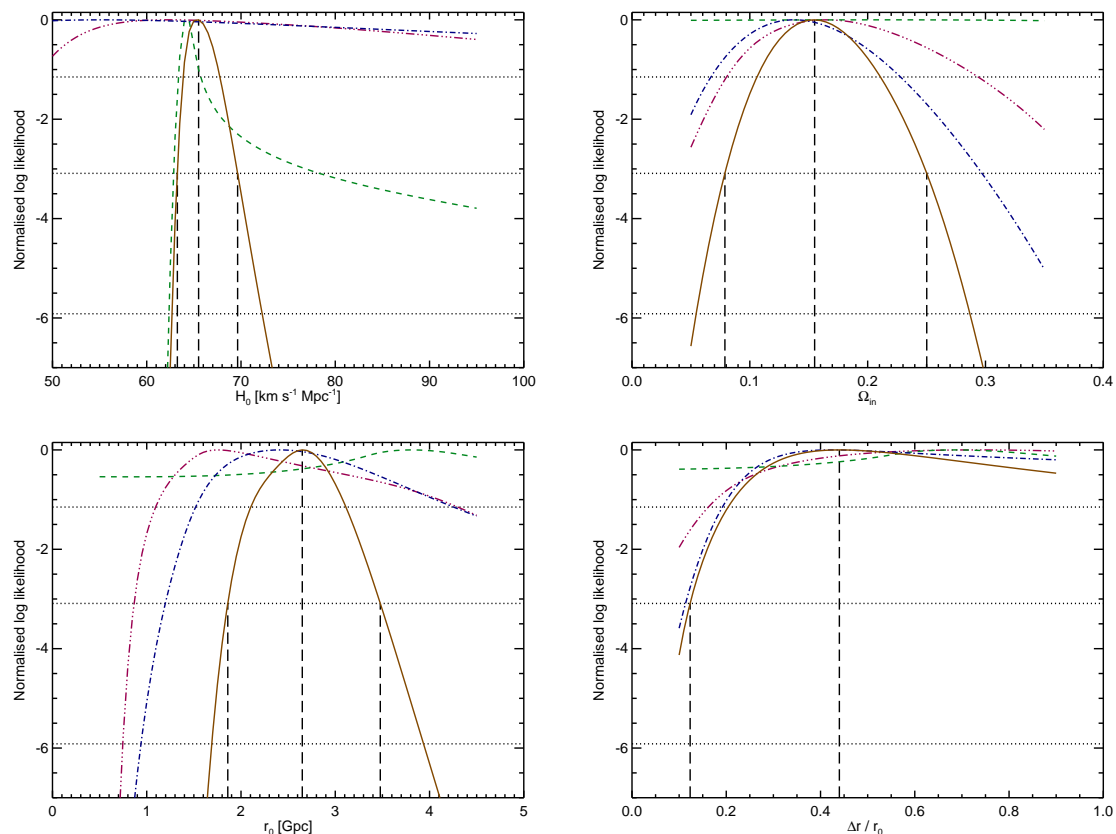 Normalised log likelihood
0
-2
-4
-6
50 60 70 80 90 100
H₀ [km s⁻¹ Mpc⁻¹]
Normalised log likelihood
0
-2
-4
-6
0.0 0.1 0.2 0.3 0.4
Ωin
Normalised log likelihood
0
-2
-4
-6
0 1 2 3 4 5
r₀ [Gpc]
Normalised log likelihood
0
-2
-4
-6
0.0 0.2 0.4 0.6 0.8 1.0
Δr / r₀